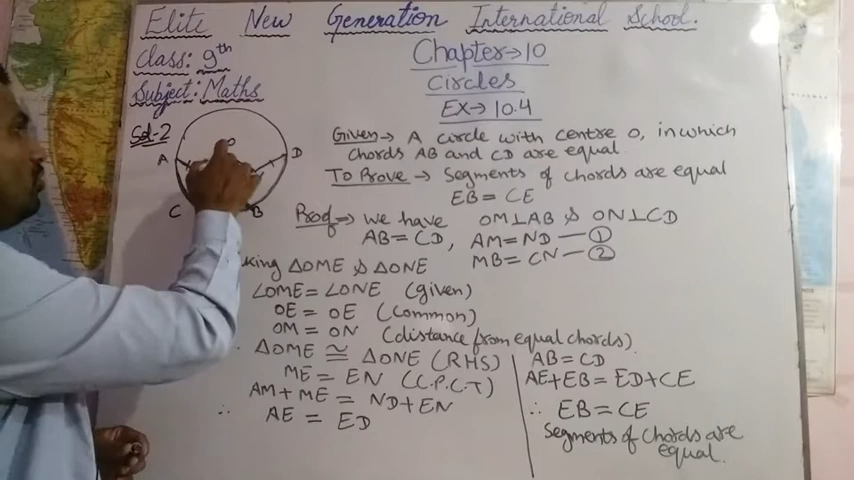 Elite New Generation International School.
Class: 9th
Subject: Maths
Chapter → 10
Circles
EX → 10.4
Sol-2
O
A
D
C
B
Given → A circle with centre O, in which
chords AB and CD are equal
To Prove → Segments of chords are equal
EB = CE
Proof ⇒ we have OM⊥AB & ON⊥CD
AB = CD, AM = ND — ①
MB = CN — ②
king ΔOME & ΔONE
∠OME = ∠ONE (given)
OE = OE (common)
OM = ON (distance from equal chords)
ΔOME ≅ ΔONE (RHS)
ME = EN (C.P.C.T)
AM + ME = ND + EN
∴ AE = ED
AB = CD
AE + EB = ED + CE
∴ EB = CE
Segments of chords are
equal.